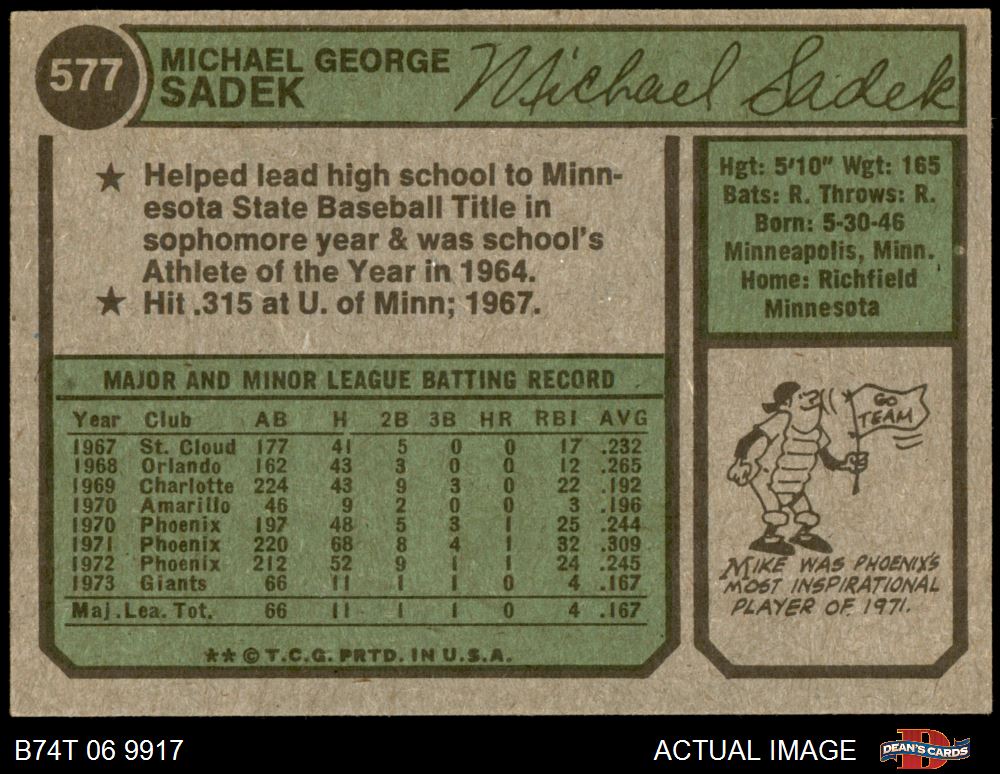 577
MICHAEL GEORGE
SADEK
Michael Sadek
★ Helped lead high school to Minn-
esota State Baseball Title in
sophomore year & was school's
Athlete of the Year in 1964.
★ Hit .315 at U. of Minn; 1967.
Hgt: 5'10" Wgt: 165
Bats: R. Throws: R.
Born: 5-30-46
Minneapolis, Minn.
Home: Richfield
Minnesota
MAJOR AND MINOR LEAGUE BATTING RECORD
Year Club AB H 2B 3B HR RBI AVG
1967 St. Cloud 177 41 5 0 0 17 .232
1968 Orlando 162 43 3 0 0 12 .265
1969 Charlotte 224 43 9 3 0 22 .192
1970 Amarillo 46 9 2 0 0 3 .196
1970 Phoenix 197 48 5 3 1 25 .244
1971 Phoenix 220 68 8 4 1 32 .309
1972 Phoenix 212 52 9 1 1 24 .245
1973 Giants 66 11 1 1 0 4 .167
Maj.Lea. Tot. 66 11 1 1 0 4 .167
★★ © T.C.G. PRTD. IN U.S.A.
GO
TEAM
MIKE WAS PHOENIX'S
MOST INSPIRATIONAL
PLAYER OF 1971.
B74T 06 9917
ACTUAL IMAGE
DEAN'S CARDS